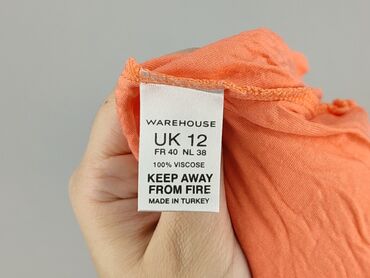 WAREHOUSE
UK 12
FR 40 NL 38
100% VISCOSE
KEEP AWAY
FROM FIRE
MADE IN TURKEY